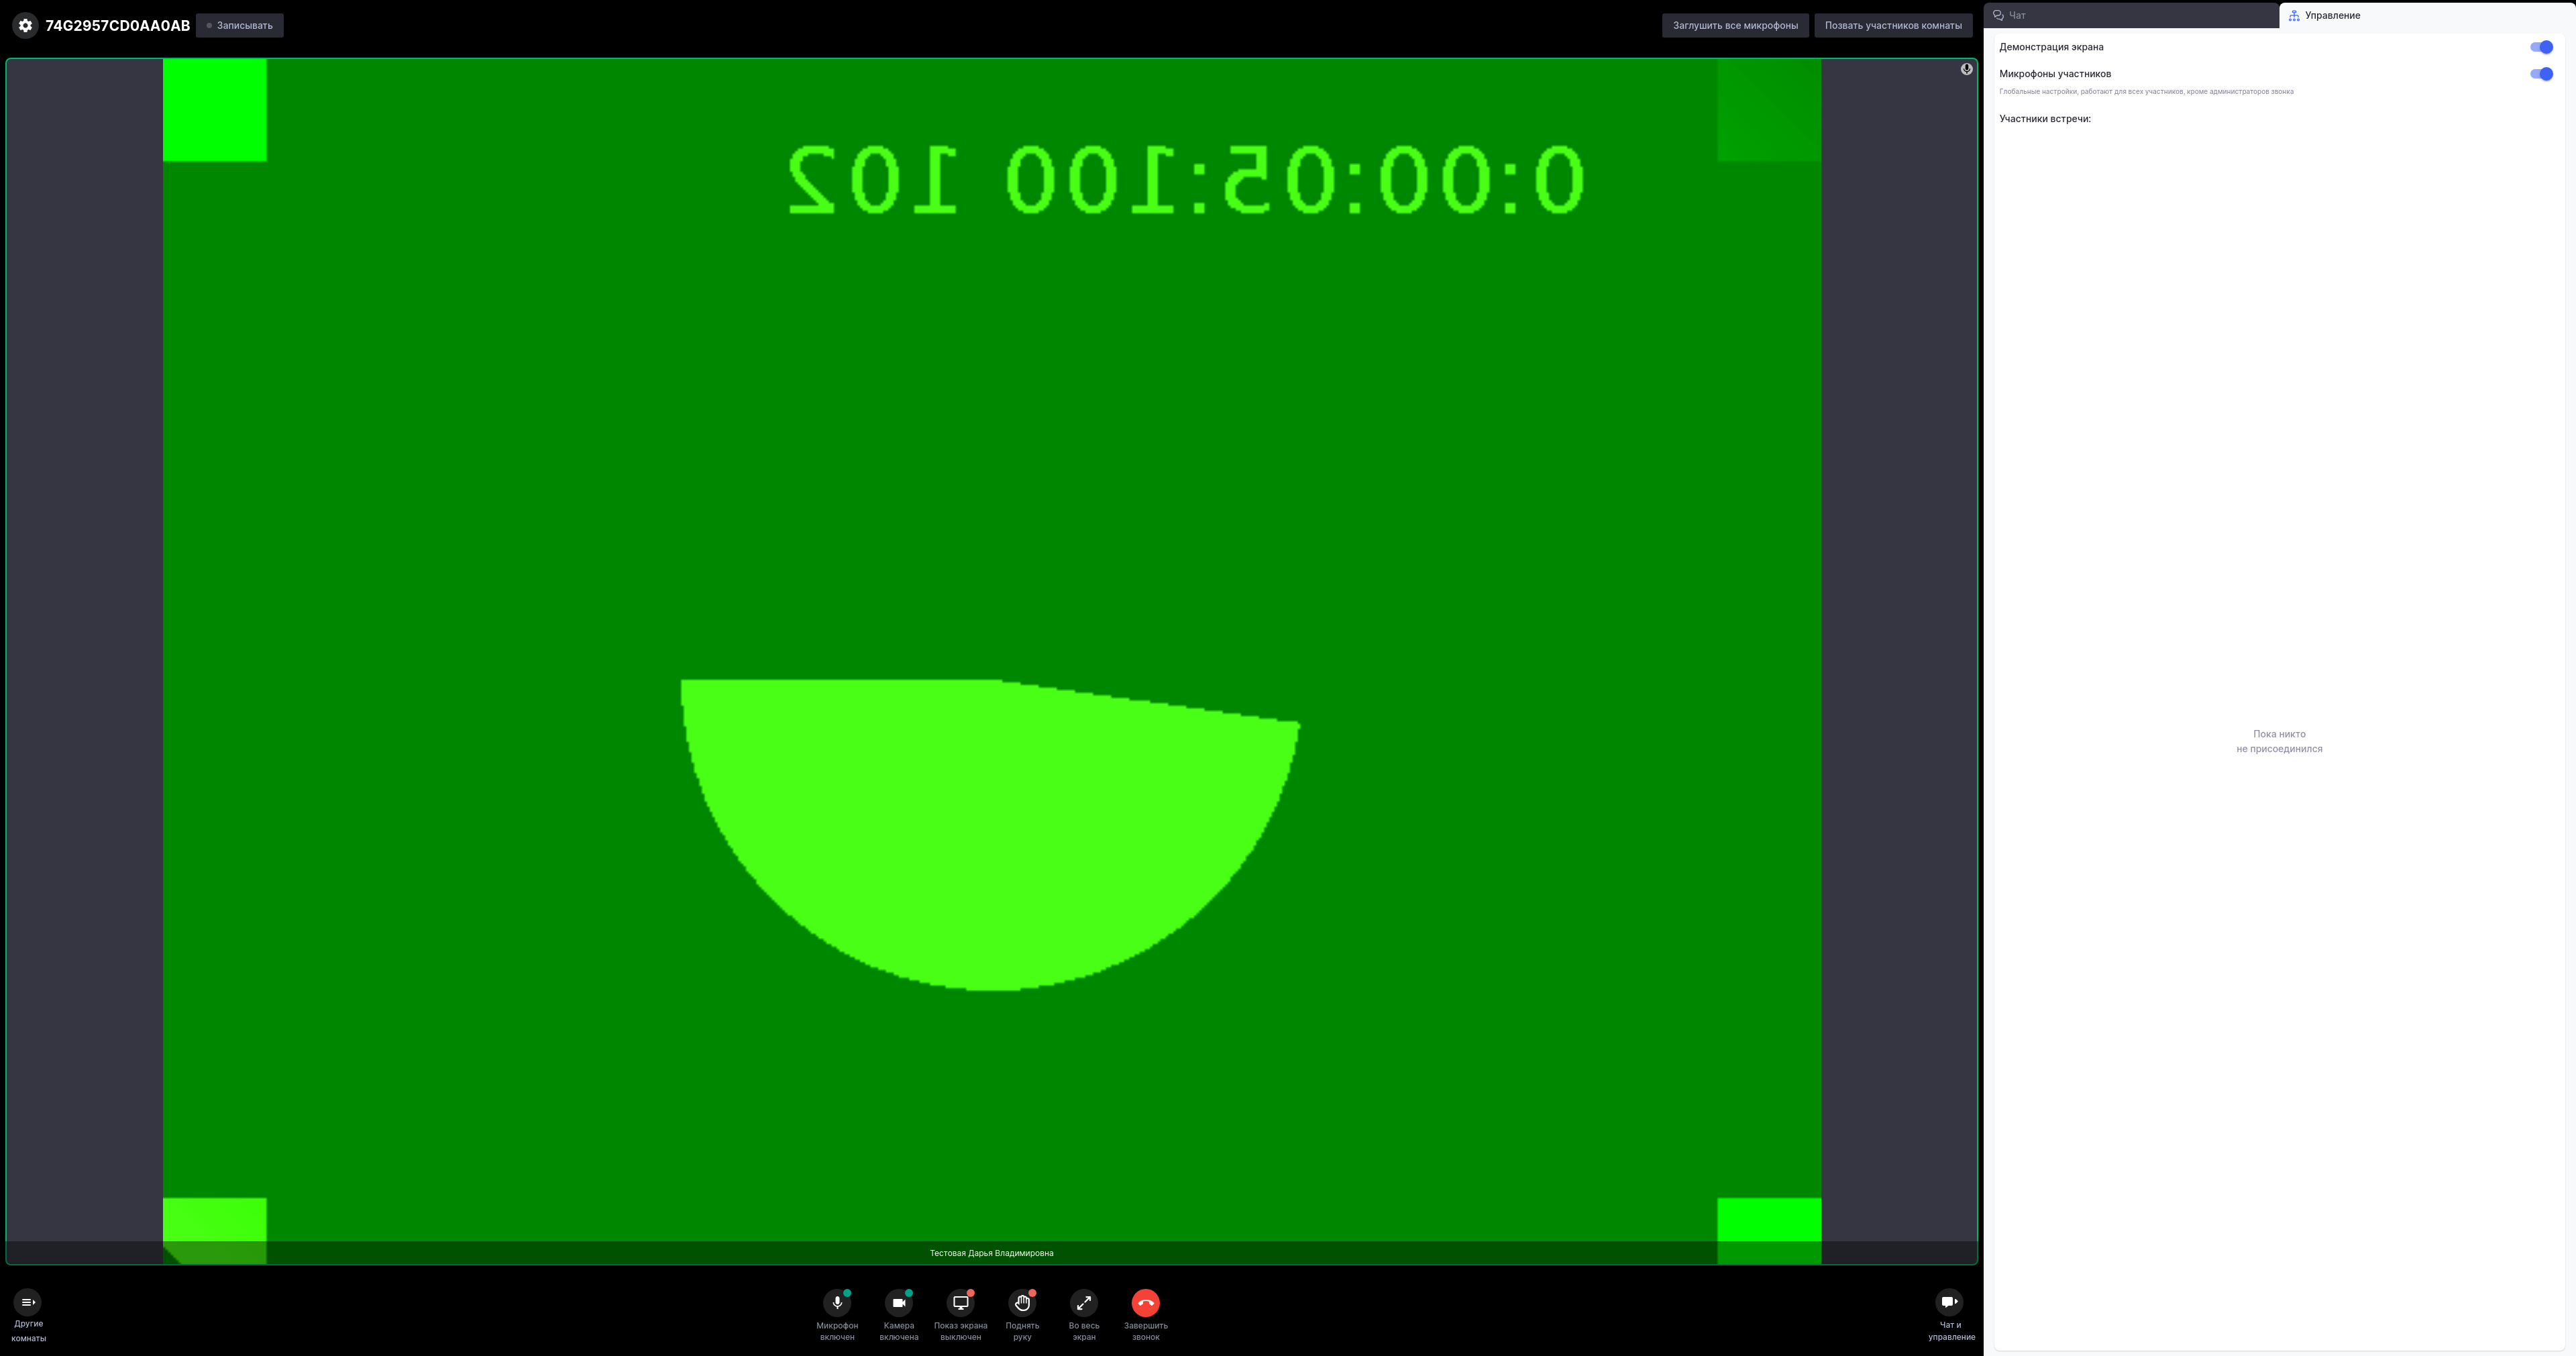 74G2957CD0AA0AB
Записывать
Заглушить все микрофоны
Позвать участников комнаты
Чат
Управление
Демонстрация экрана
Микрофоны участников
Глобальные настройки, работают для всех участников, кроме администраторов звонка
Участники встречи:
0:00:05:100 102
Пока никто
не присоединился
Тестовая Дарья Владимировна
Другие
комнаты
Микрофон
включен
Камера
включена
Показ экрана
выключен
Поднять
руку
Во весь
экран
Завершить
звонок
Чат и
управление